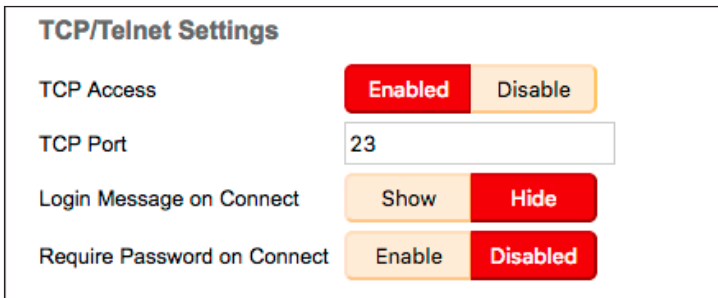 TCP/Telnet Settings
TCP Access Enabled Disable
TCP Port 23
Login Message on Connect Show Hide
Require Password on Connect Enable Disabled